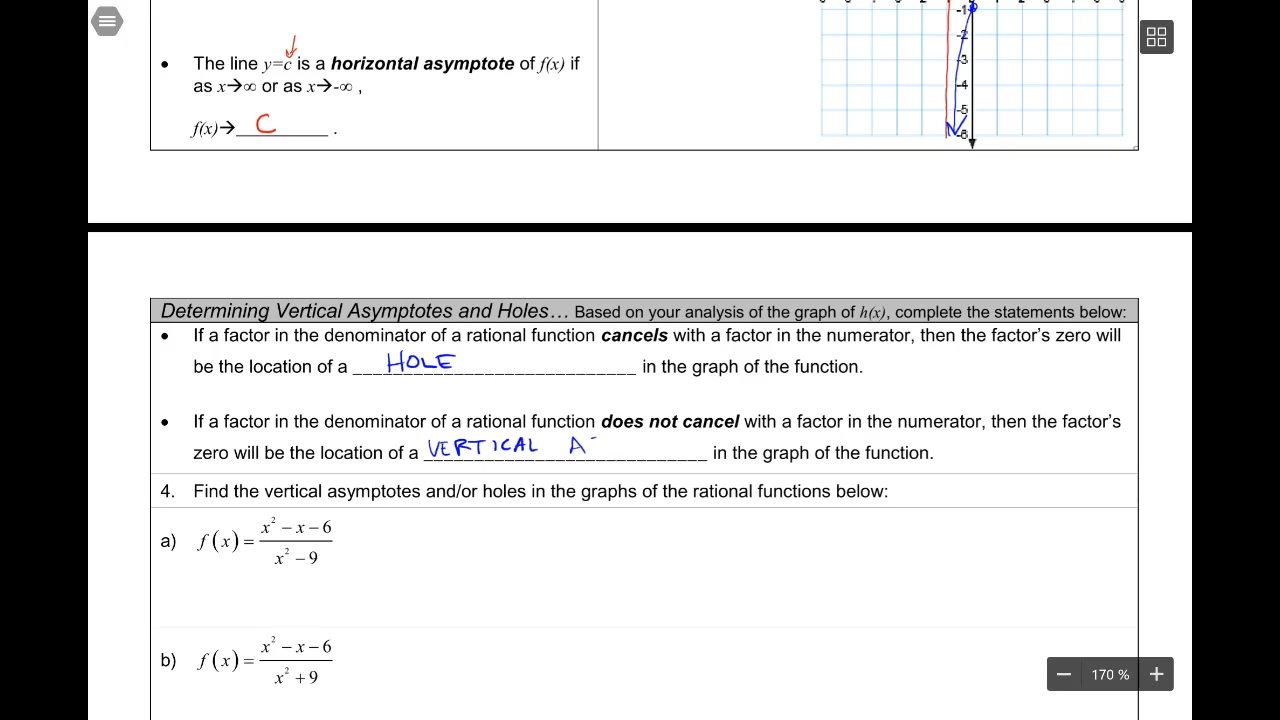 -1
-2
-3
-4
-5
-6
• The line y=c is a horizontal asymptote of f(x) if
as x→∞ or as x→-∞ ,
f(x)→ C .
Determining Vertical Asymptotes and Holes… Based on your analysis of the graph of h(x), complete the statements below:
• If a factor in the denominator of a rational function cancels with a factor in the numerator, then the factor's zero will
be the location of a HOLE in the graph of the function.
• If a factor in the denominator of a rational function does not cancel with a factor in the numerator, then the factor's
zero will be the location of a VERTICAL A in the graph of the function.
4. Find the vertical asymptotes and/or holes in the graphs of the rational functions below:
a) f(x) = (x² − x − 6)/(x² − 9)
b) f(x) = (x² − x − 6)/(x² + 9)
170 %